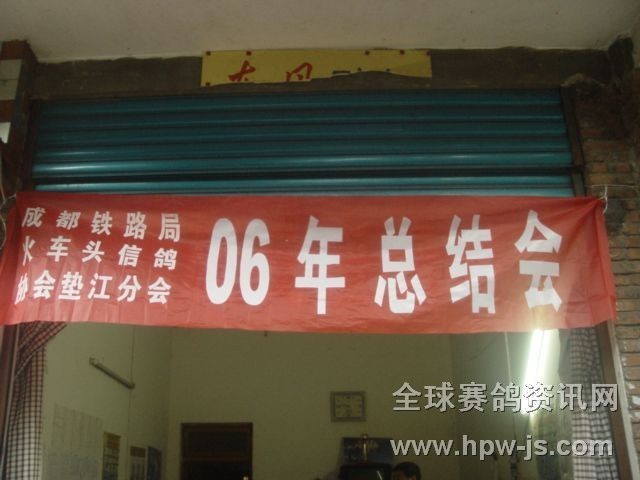 成都铁路局
火车头信鸽
协会垫江分会
06年总结会
全球赛鸽资讯网
www.hpw-js.com